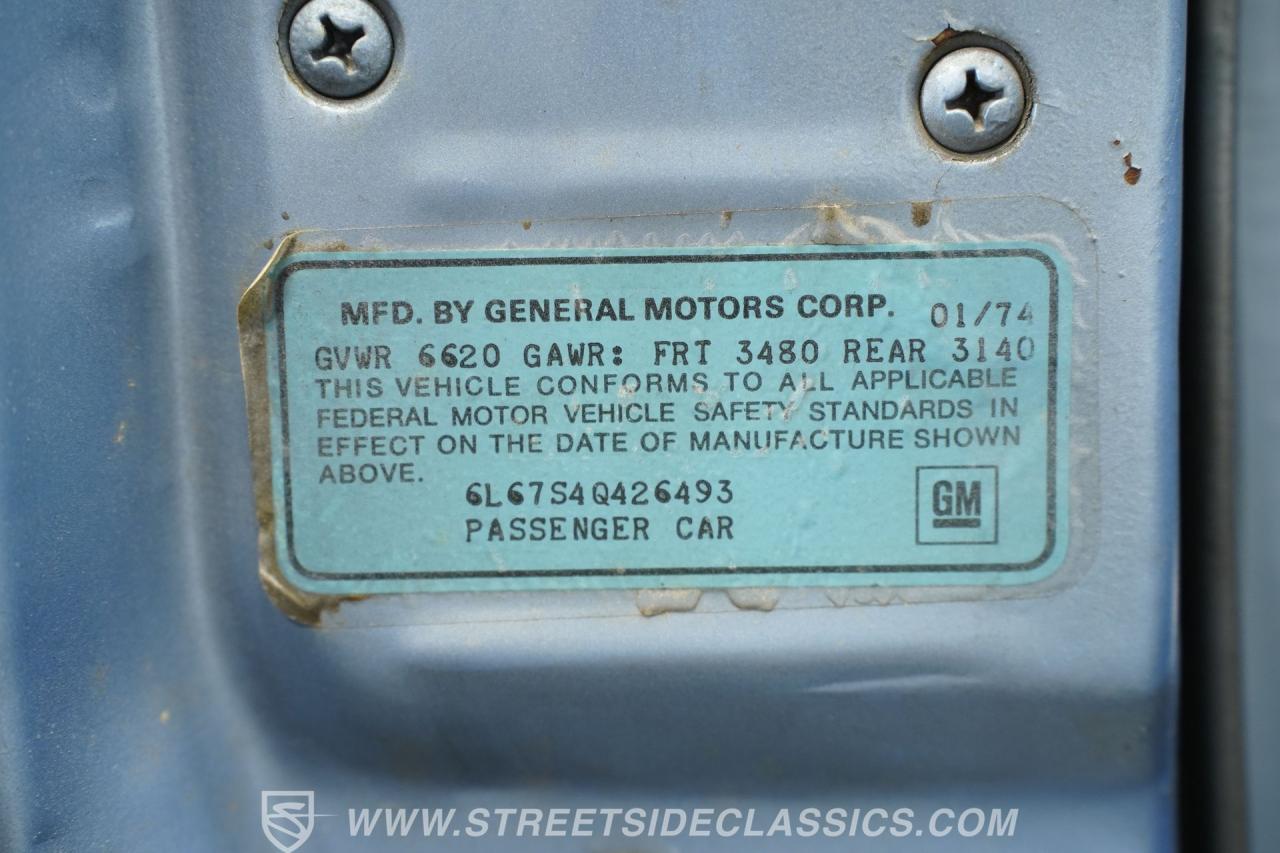 MFD. BY GENERAL MOTORS CORP. 01/74
GVWR 6620 GAWR: FRT 3480 REAR 3140
THIS VEHICLE CONFORMS TO ALL APPLICABLE
FEDERAL MOTOR VEHICLE SAFETY STANDARDS IN
EFFECT ON THE DATE OF MANUFACTURE SHOWN
ABOVE.
6L67S4Q426493
PASSENGER CAR
GM
WWW.STREETSIDECLASSICS.COM